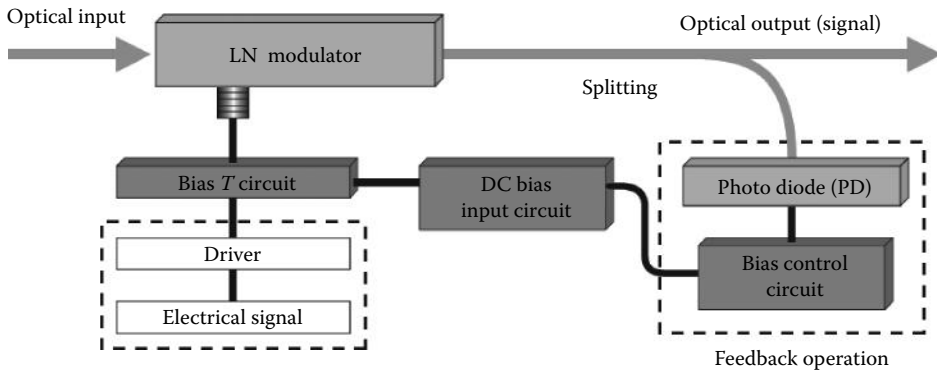 Optical input
Optical output (signal)
LN modulator
Splitting
Bias T circuit
DC bias
input circuit
Photo diode (PD)
Driver
Bias control
circuit
Electrical signal
Feedback operation